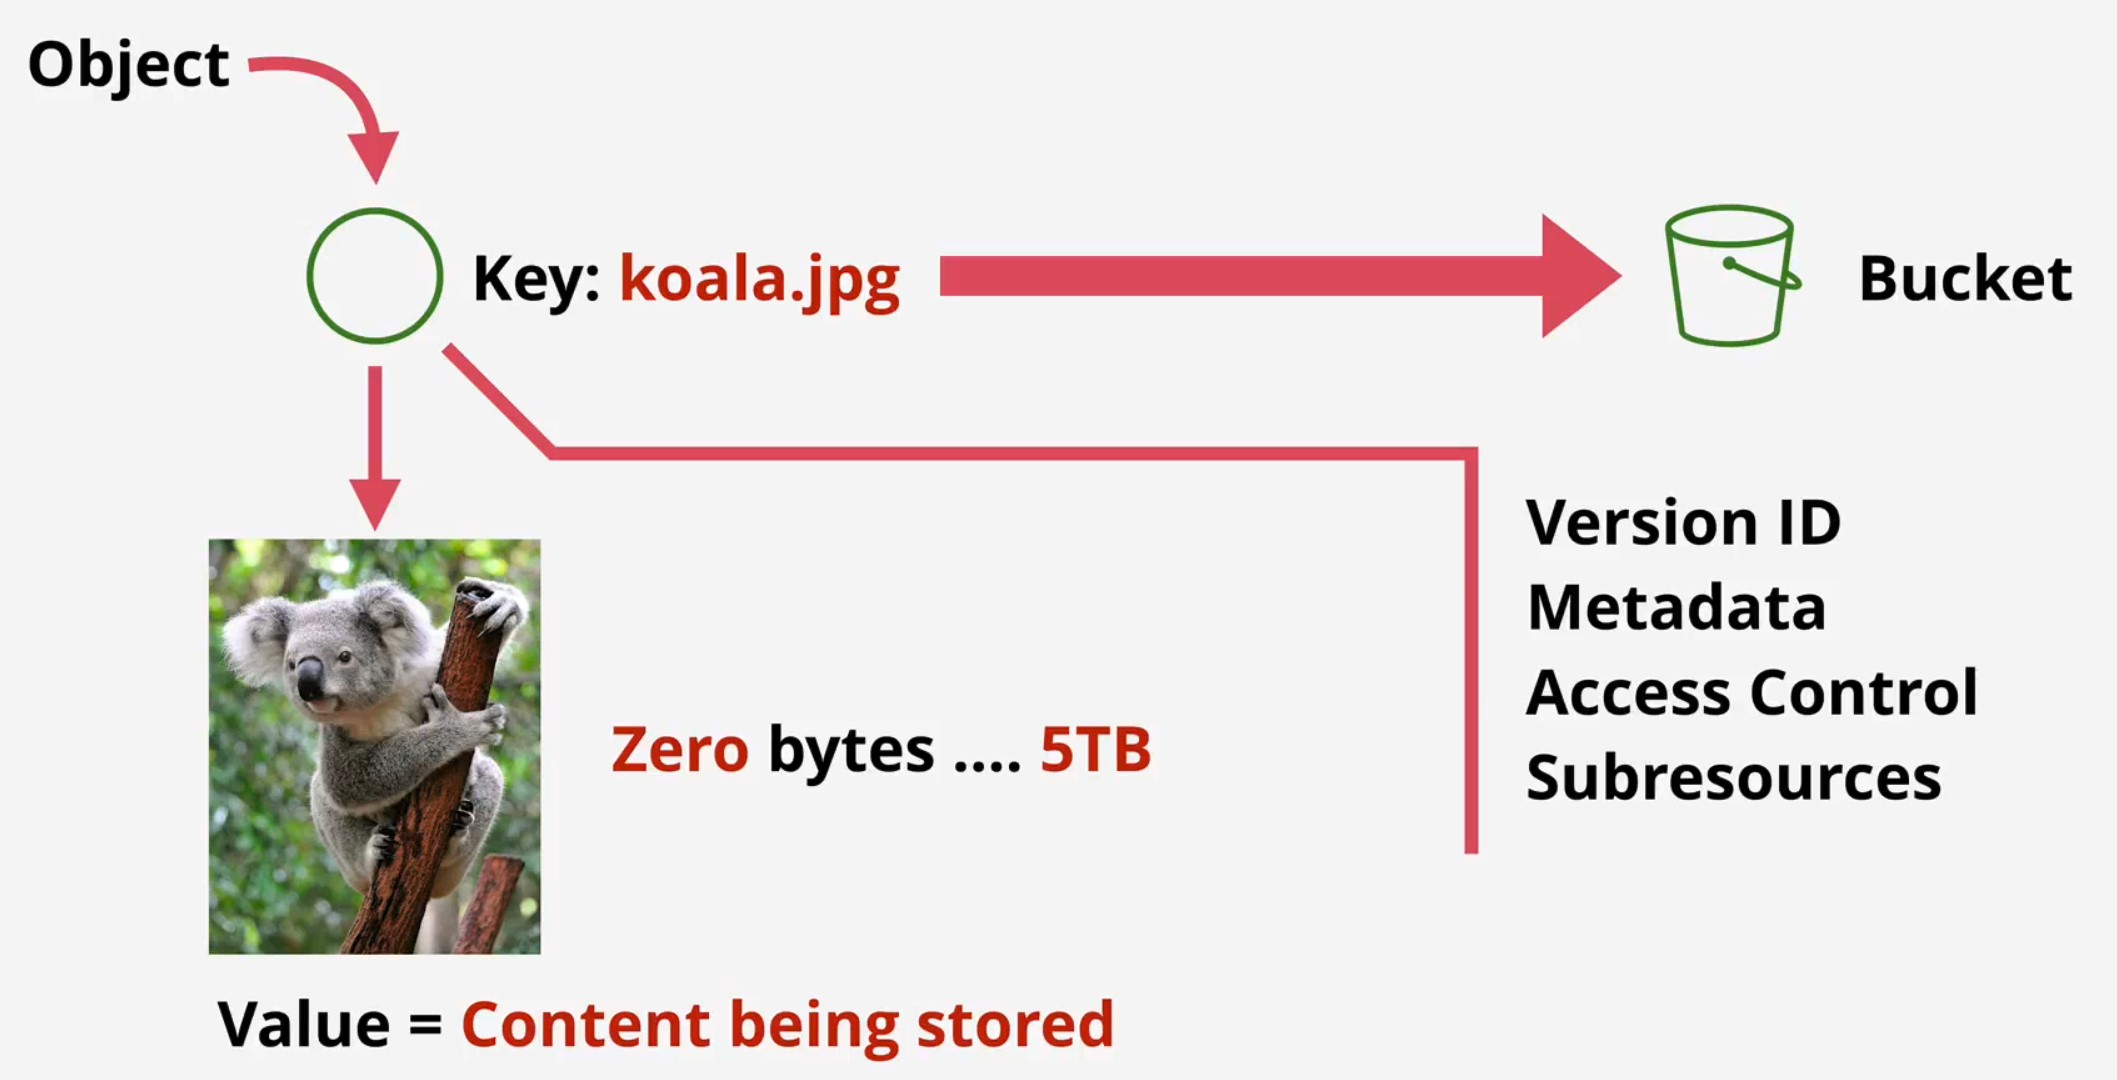 Object
Key: koala.jpg
Bucket
Version ID
Metadata
Access Control
Subresources
Zero bytes .... 5TB
Value = Content being stored